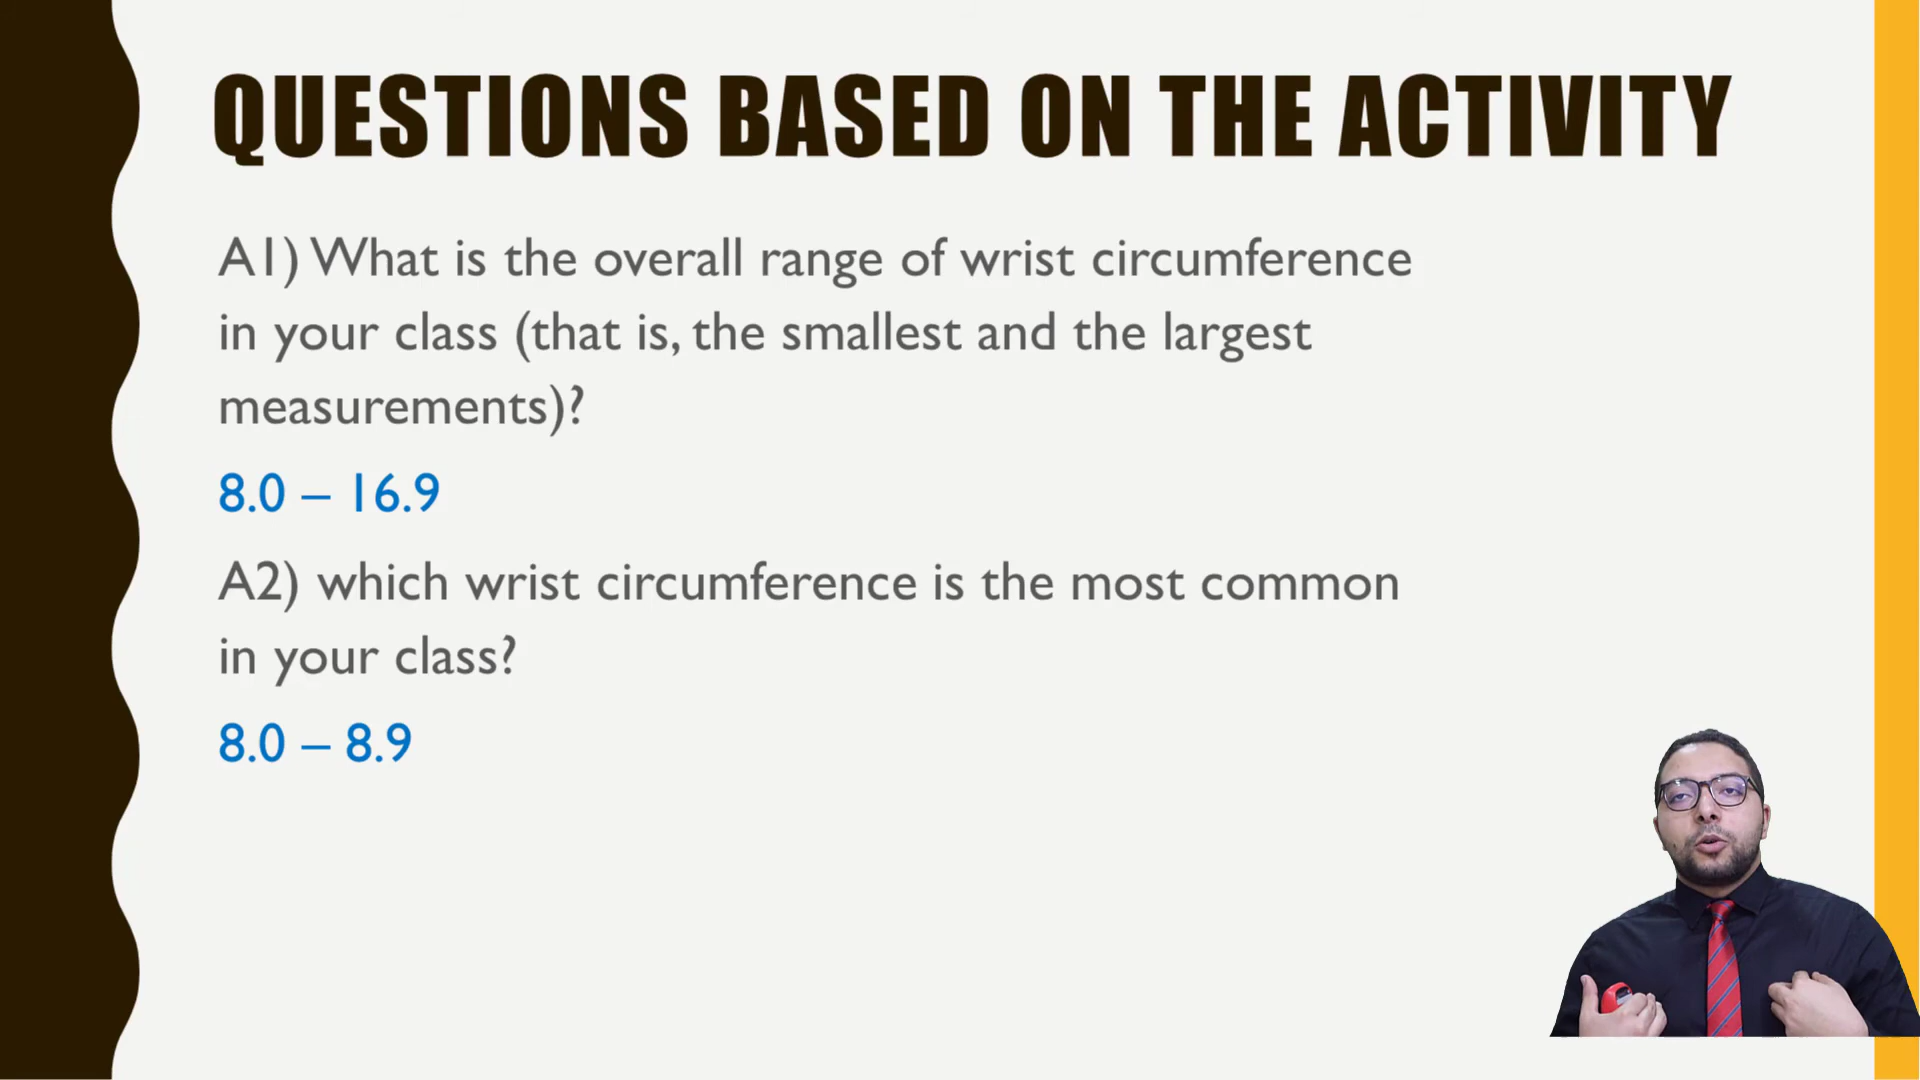 QUESTIONS BASED ON THE ACTIVITY
A1) What is the overall range of wrist circumference
in your class (that is, the smallest and the largest
measurements)?
8.0 – 16.9
A2) which wrist circumference is the most common
in your class?
8.0 – 8.9